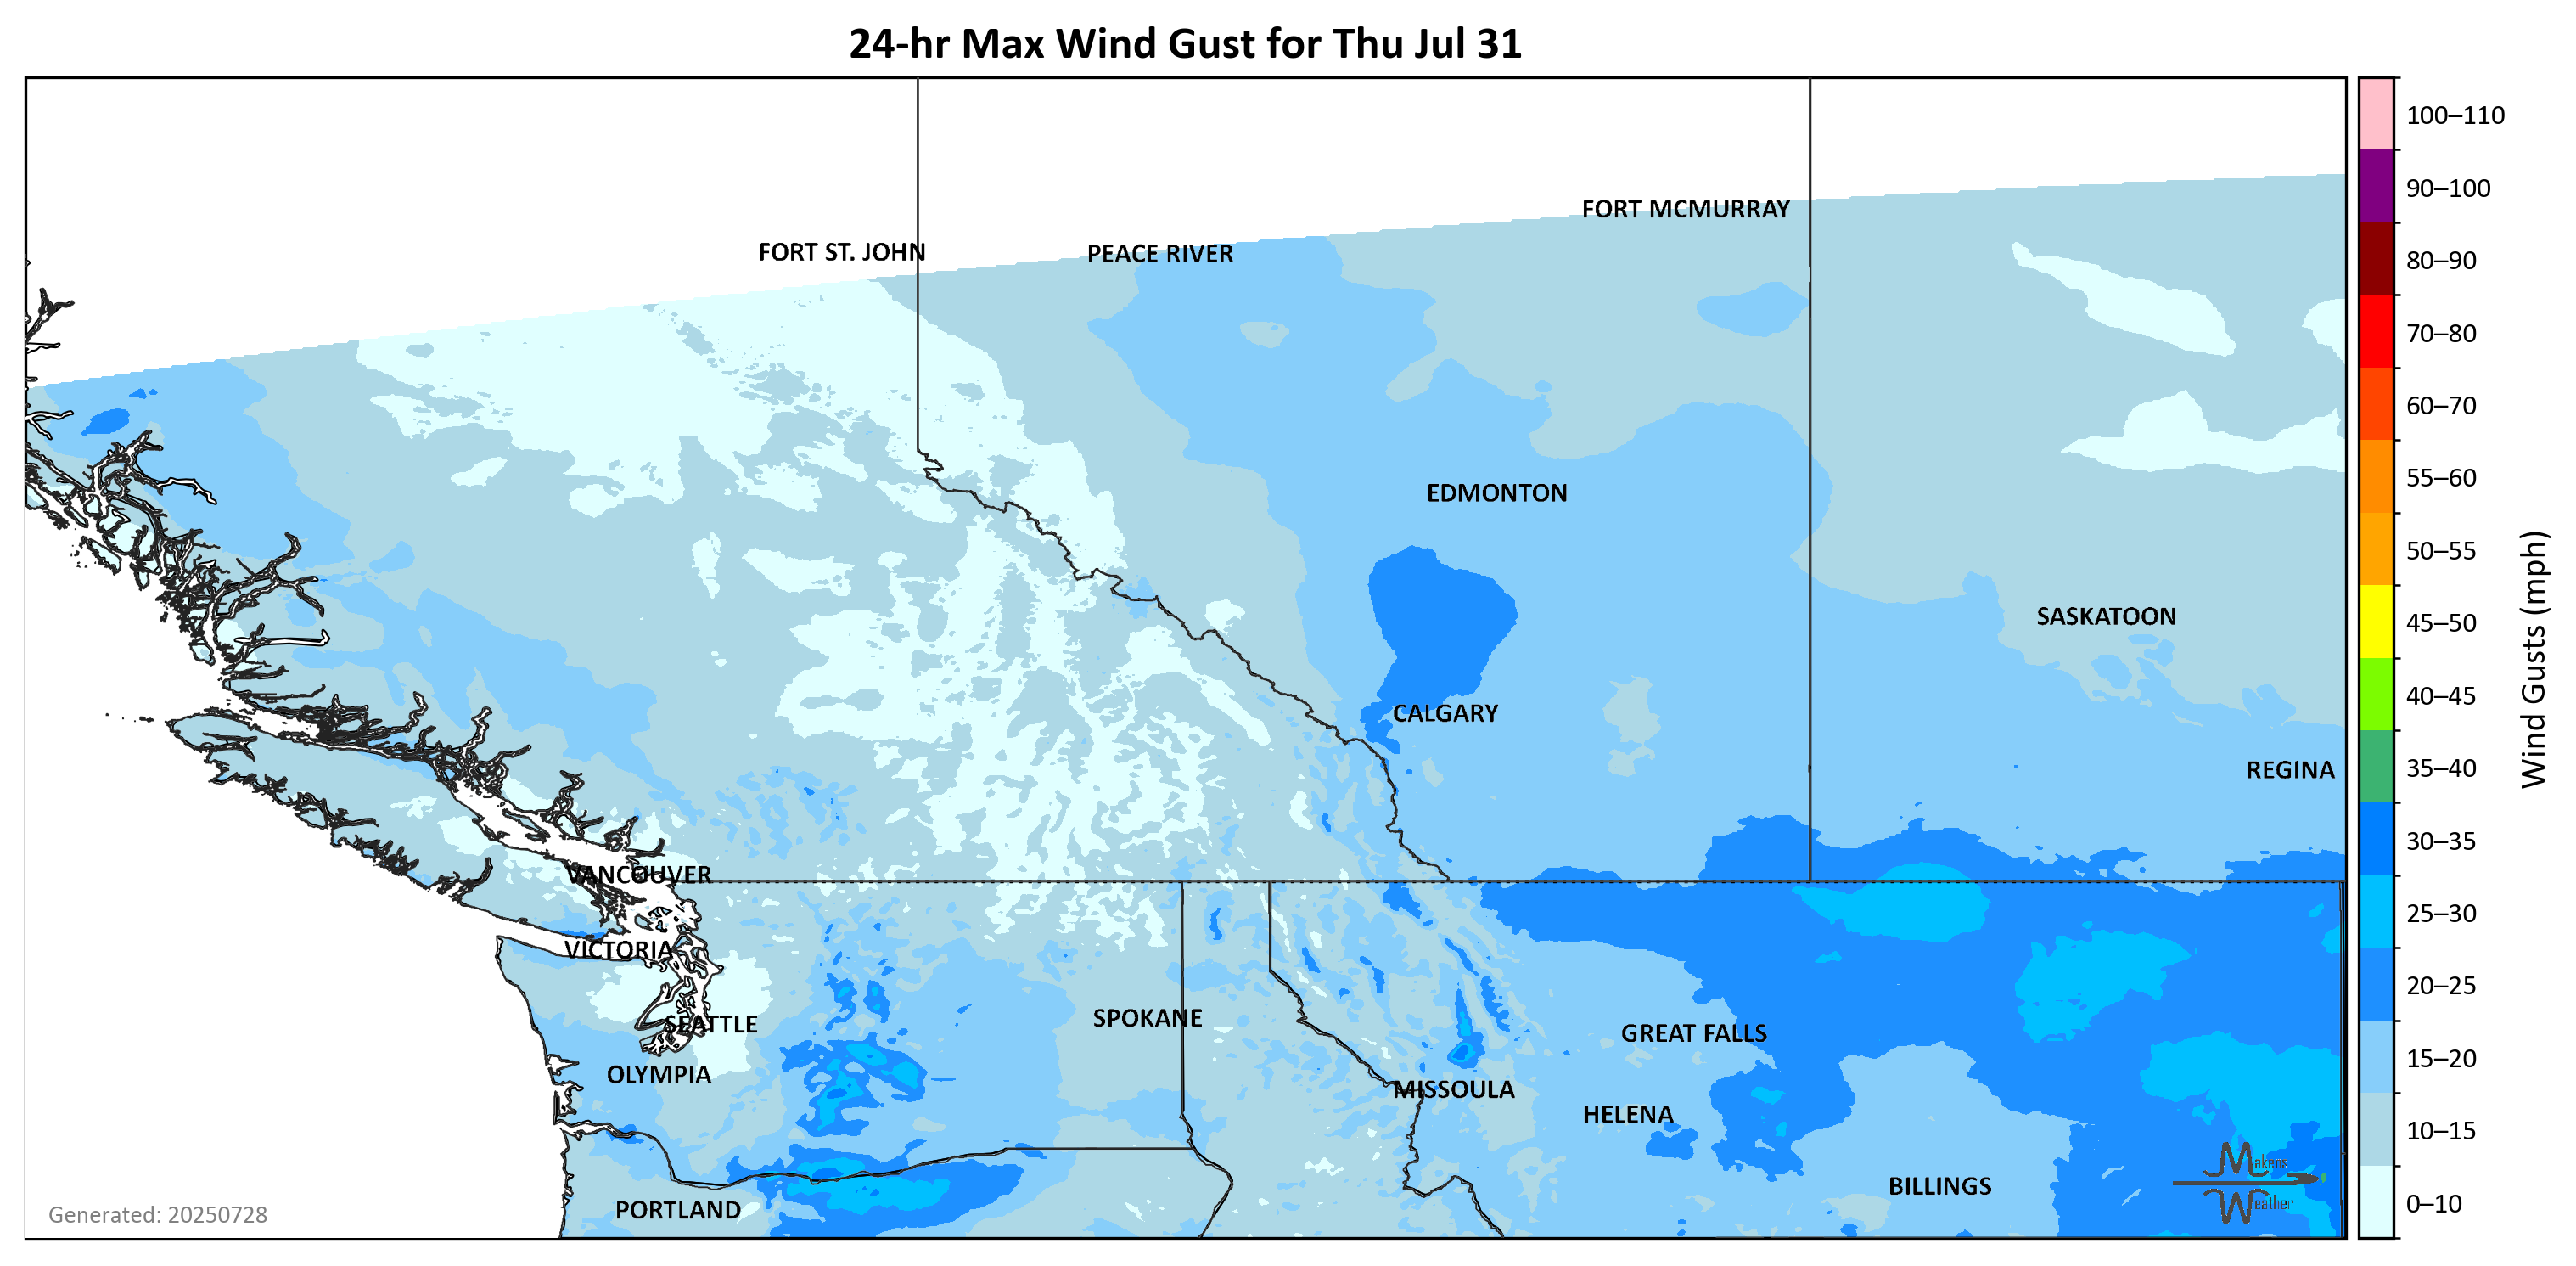 24-hr Max Wind Gust for Thu Jul 31
100–110
90–100
80–90
70–80
60–70
55–60
50–55
45–50
40–45
35–40
30–35
25–30
20–25
15–20
10–15
0–10
Wind Gusts (mph)
FORT MCMURRAY
FORT ST. JOHN
PEACE RIVER
EDMONTON
SASKATOON
CALGARY
REGINA
VANCOUVER
VICTORIA
SPOKANE
SEATTLE
GREAT FALLS
OLYMPIA
MISSOULA
HELENA
BILLINGS
PORTLAND
Makens
Weather
Generated: 20250728